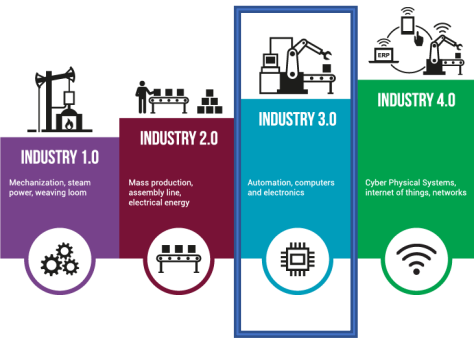 ERP
INDUSTRY 1.0
Mechanization, steam
power, weaving loom
INDUSTRY 2.0
Mass production,
assembly line,
electrical energy
INDUSTRY 3.0
Automation, computers
and electronics
INDUSTRY 4.0
Cyber Physical Systems,
internet of things, networks